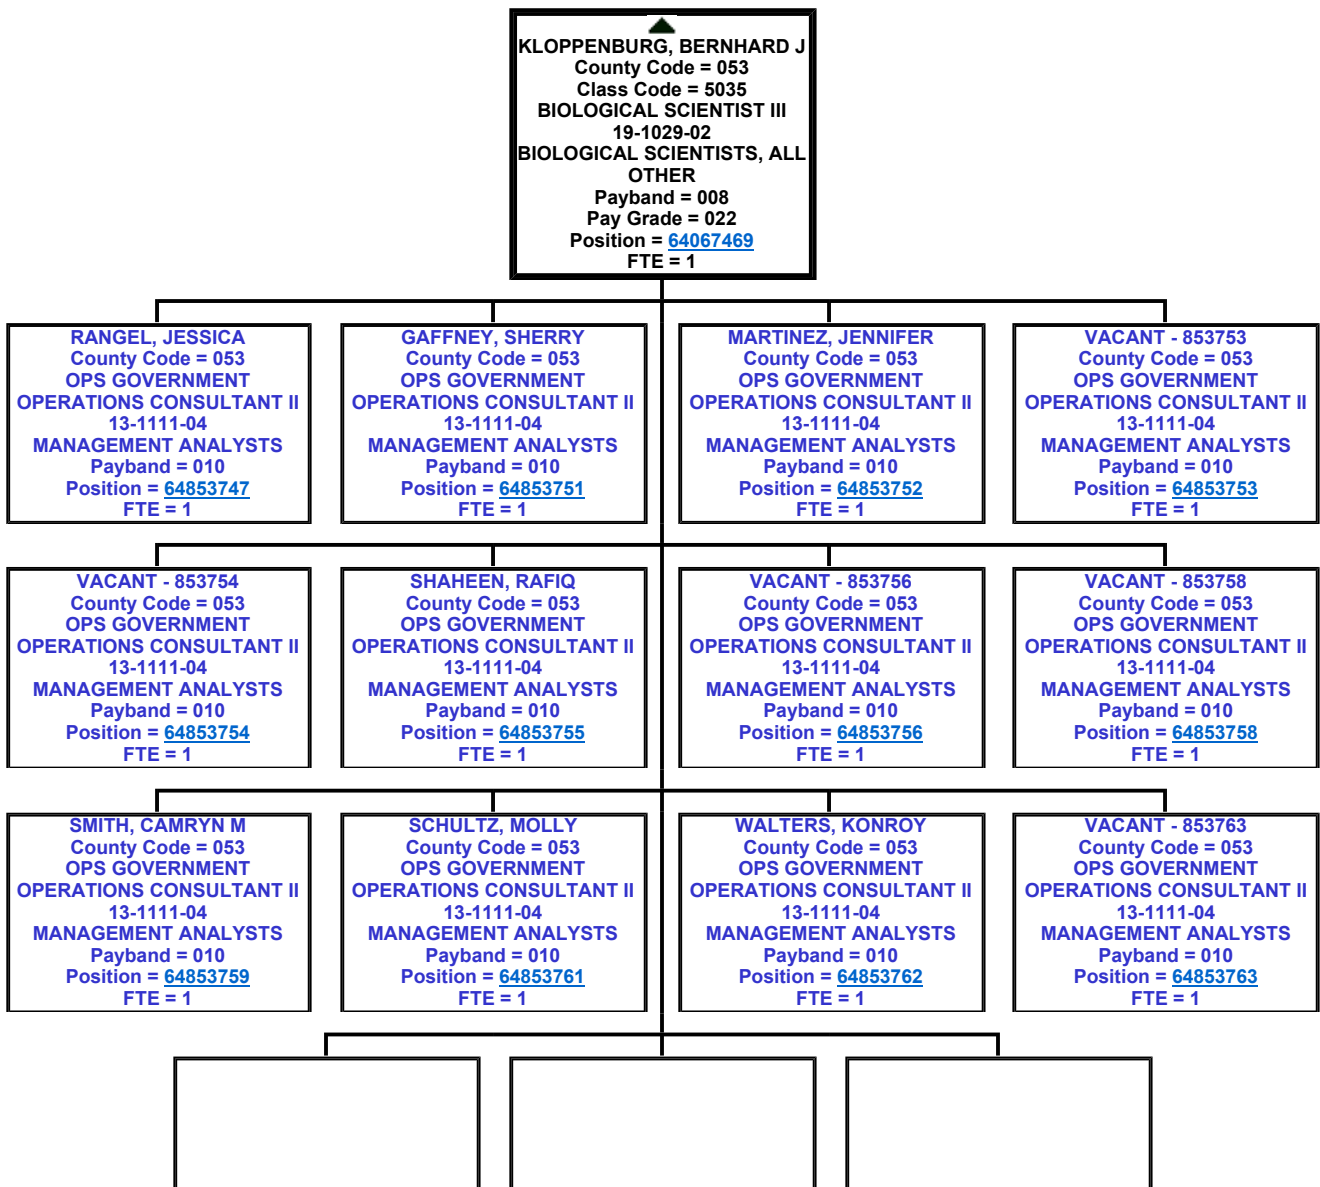 KLOPPENBURG, BERNHARD J
County Code = 053
Class Code = 5035
BIOLOGICAL SCIENTIST III
19-1029-02
BIOLOGICAL SCIENTISTS, ALL
OTHER
Payband = 008
Pay Grade = 022
Position = 64067469
FTE = 1
RANGEL, JESSICA
County Code = 053
OPS GOVERNMENT
OPERATIONS CONSULTANT II
13-1111-04
MANAGEMENT ANALYSTS
Payband = 010
Position = 64853747
FTE = 1
GAFFNEY, SHERRY
County Code = 053
OPS GOVERNMENT
OPERATIONS CONSULTANT II
13-1111-04
MANAGEMENT ANALYSTS
Payband = 010
Position = 64853751
FTE = 1
MARTINEZ, JENNIFER
County Code = 053
OPS GOVERNMENT
OPERATIONS CONSULTANT II
13-1111-04
MANAGEMENT ANALYSTS
Payband = 010
Position = 64853752
FTE = 1
VACANT - 853753
County Code = 053
OPS GOVERNMENT
OPERATIONS CONSULTANT II
13-1111-04
MANAGEMENT ANALYSTS
Payband = 010
Position = 64853753
FTE = 1
VACANT - 853754
County Code = 053
OPS GOVERNMENT
OPERATIONS CONSULTANT II
13-1111-04
MANAGEMENT ANALYSTS
Payband = 010
Position = 64853754
FTE = 1
SHAHEEN, RAFIQ
County Code = 053
OPS GOVERNMENT
OPERATIONS CONSULTANT II
13-1111-04
MANAGEMENT ANALYSTS
Payband = 010
Position = 64853755
FTE = 1
VACANT - 853756
County Code = 053
OPS GOVERNMENT
OPERATIONS CONSULTANT II
13-1111-04
MANAGEMENT ANALYSTS
Payband = 010
Position = 64853756
FTE = 1
VACANT - 853758
County Code = 053
OPS GOVERNMENT
OPERATIONS CONSULTANT II
13-1111-04
MANAGEMENT ANALYSTS
Payband = 010
Position = 64853758
FTE = 1
SMITH, CAMRYN M
County Code = 053
OPS GOVERNMENT
OPERATIONS CONSULTANT II
13-1111-04
MANAGEMENT ANALYSTS
Payband = 010
Position = 64853759
FTE = 1
SCHULTZ, MOLLY
County Code = 053
OPS GOVERNMENT
OPERATIONS CONSULTANT II
13-1111-04
MANAGEMENT ANALYSTS
Payband = 010
Position = 64853761
FTE = 1
WALTERS, KONROY
County Code = 053
OPS GOVERNMENT
OPERATIONS CONSULTANT II
13-1111-04
MANAGEMENT ANALYSTS
Payband = 010
Position = 64853762
FTE = 1
VACANT - 853763
County Code = 053
OPS GOVERNMENT
OPERATIONS CONSULTANT II
13-1111-04
MANAGEMENT ANALYSTS
Payband = 010
Position = 64853763
FTE = 1